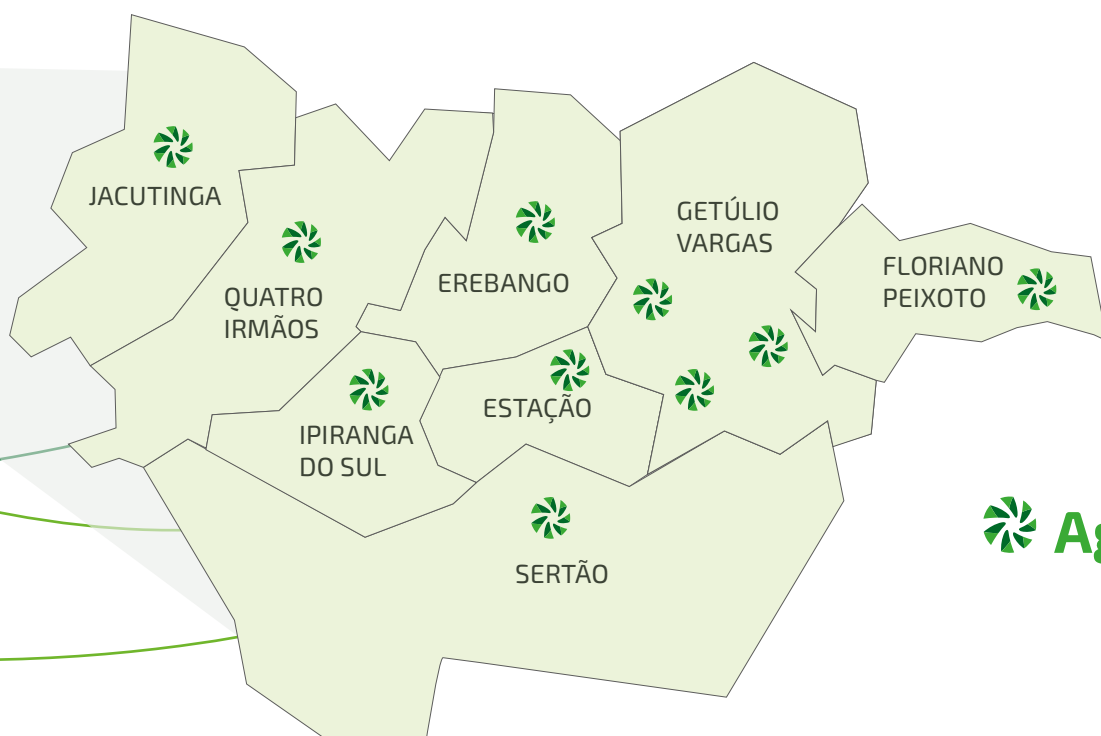 JACUTINGA
QUATRO
IRMÃOS
EREBANGO
GETÚLIO
VARGAS
FLORIANO
PEIXOTO
IPIRANGA
DO SUL
ESTAÇÃO
SERTÃO